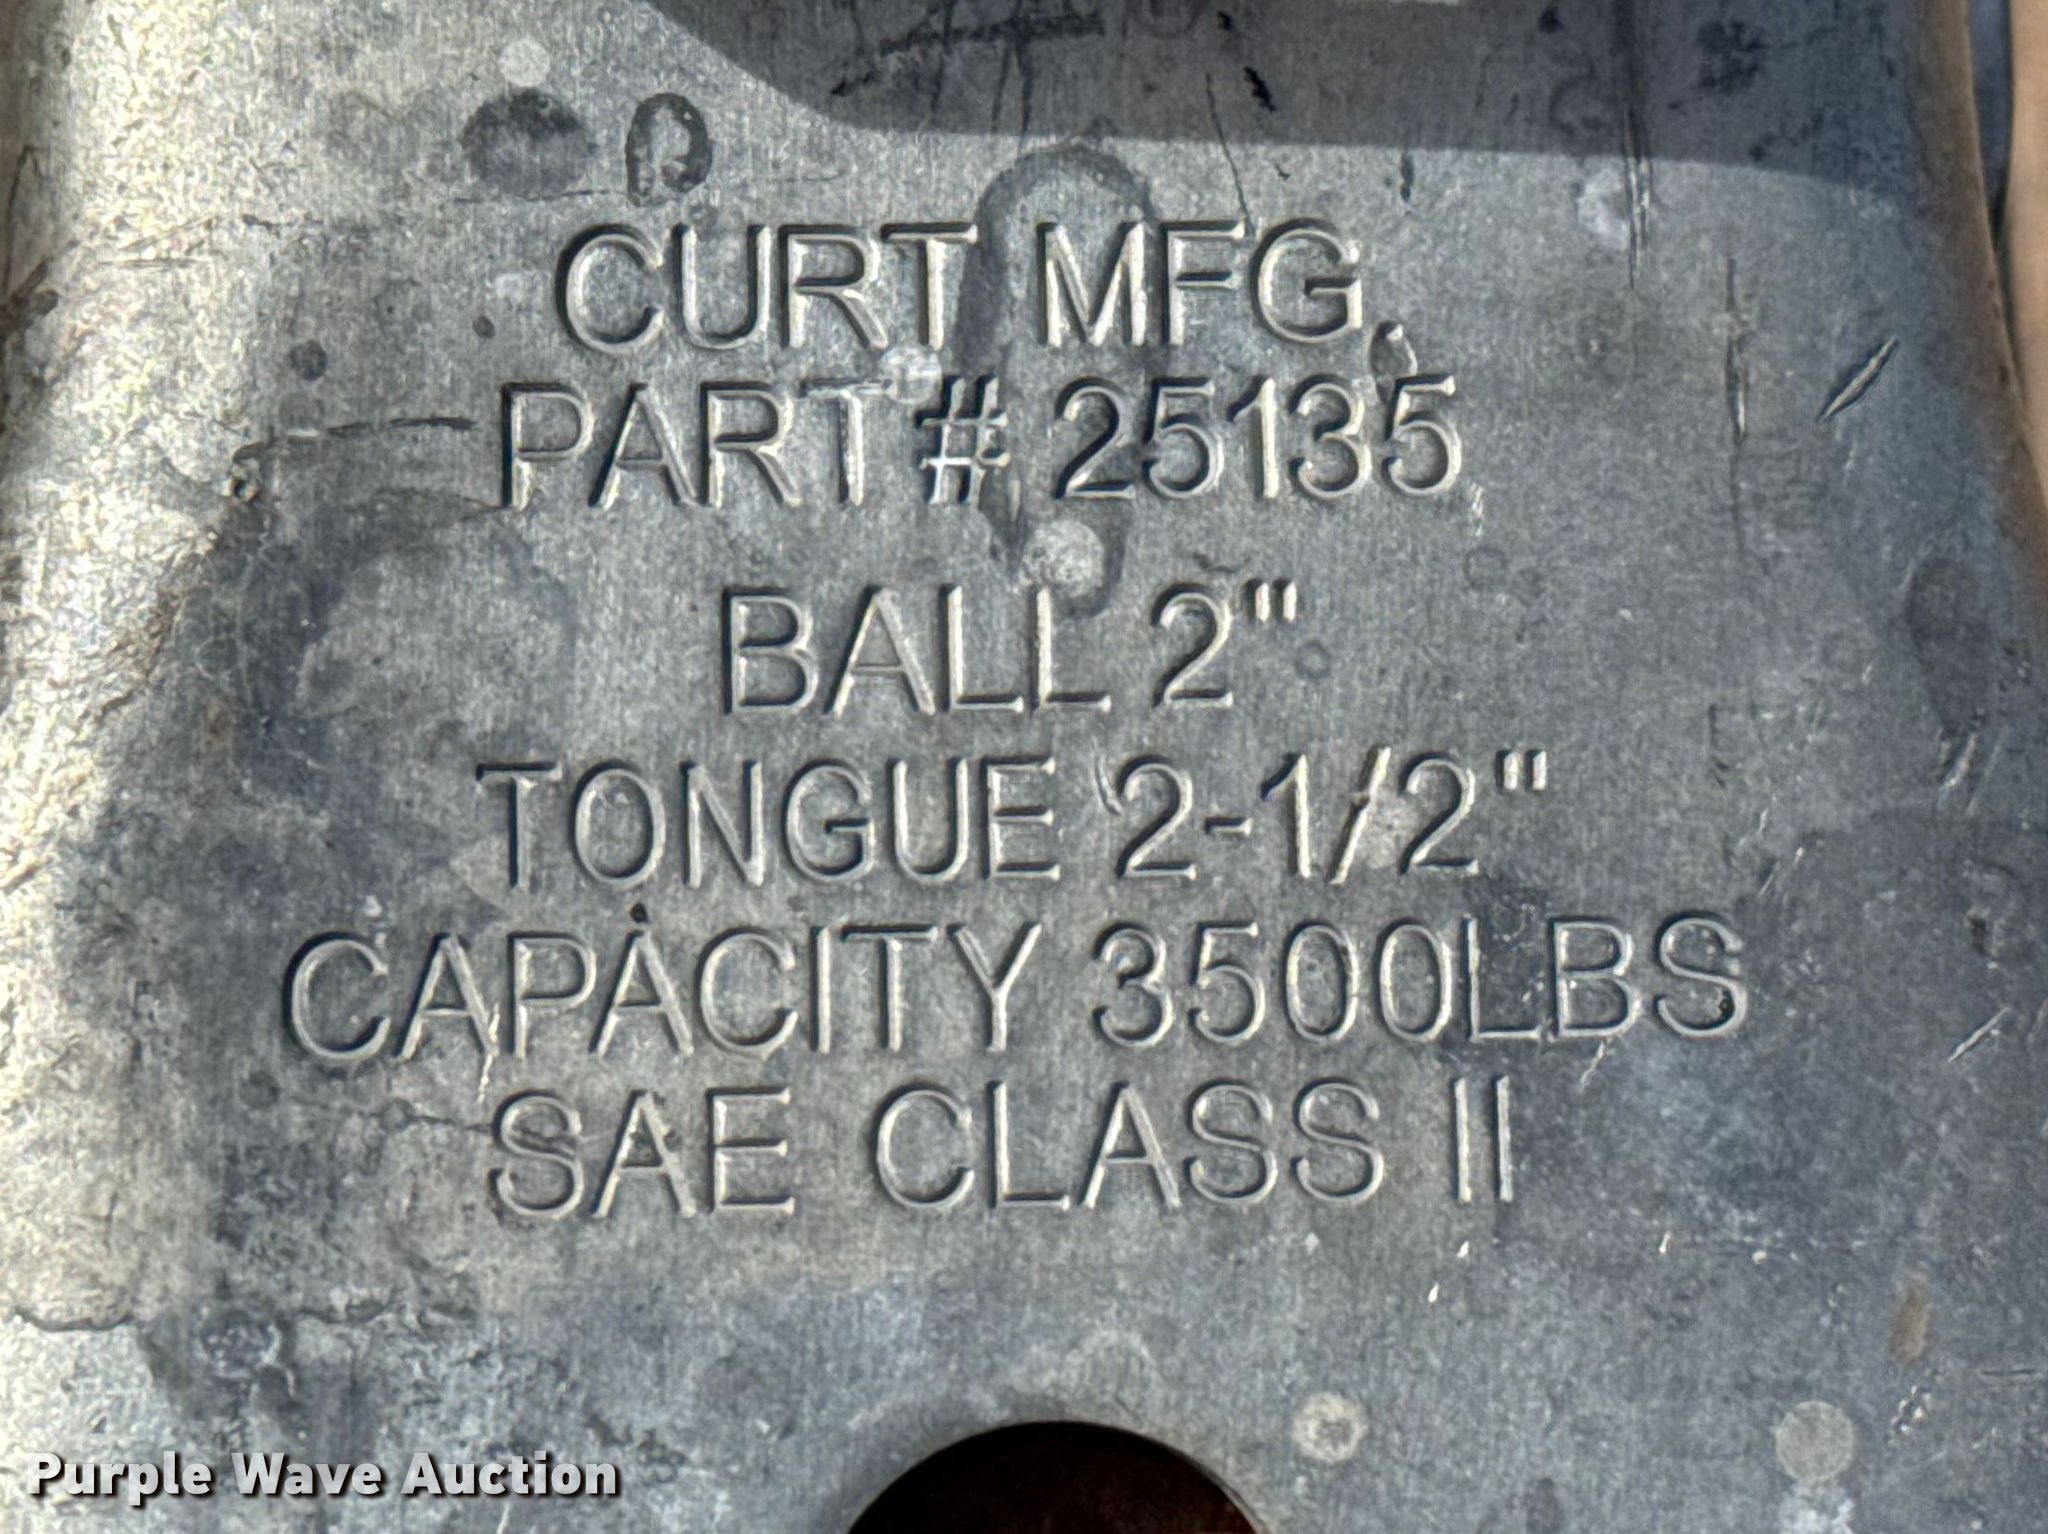 CURT MFG.
PART # 25135
BALL 2"
TONGUE 2-1/2"
CAPACITY 3500LBS
SAE CLASS II
Purple Wave Auction